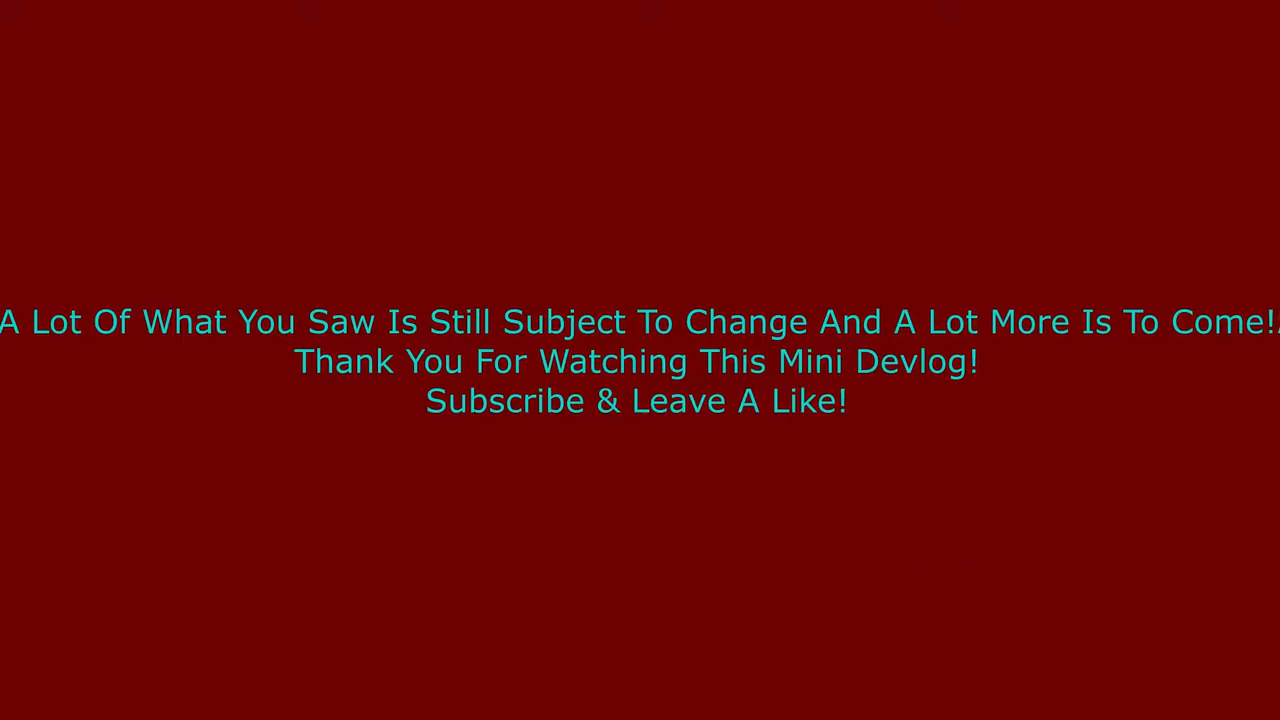 A Lot Of What You Saw Is Still Subject To Change And A Lot More Is To Come!
Thank You For Watching This Mini Devlog!
Subscribe & Leave A Like!